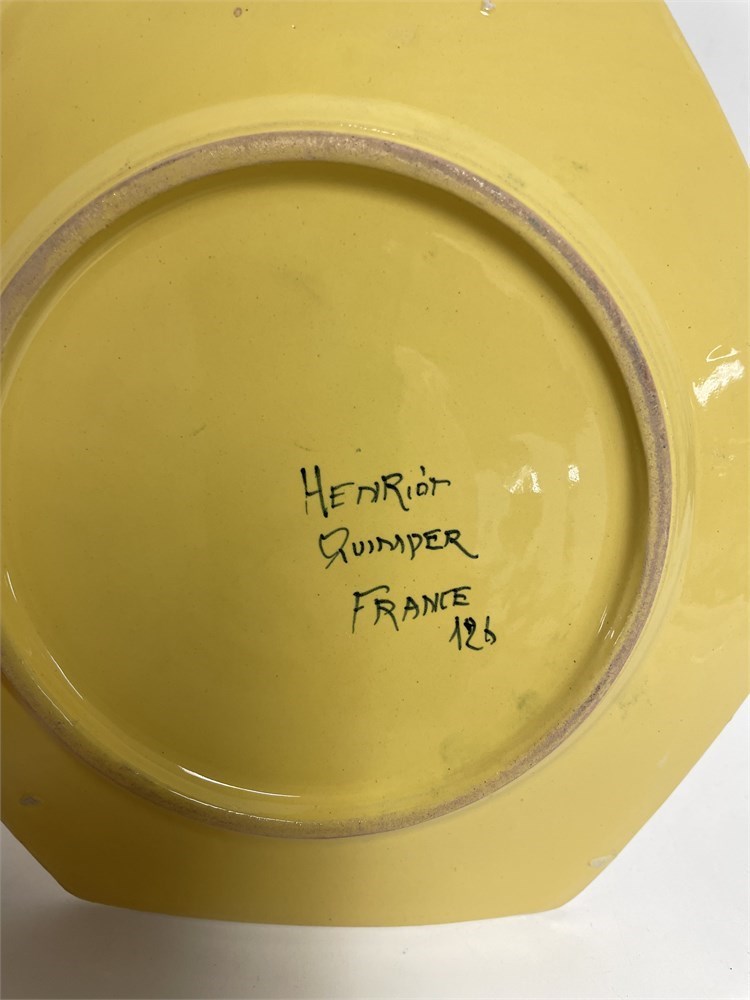 HENRiOT
QUIMPER
FRANCE
126